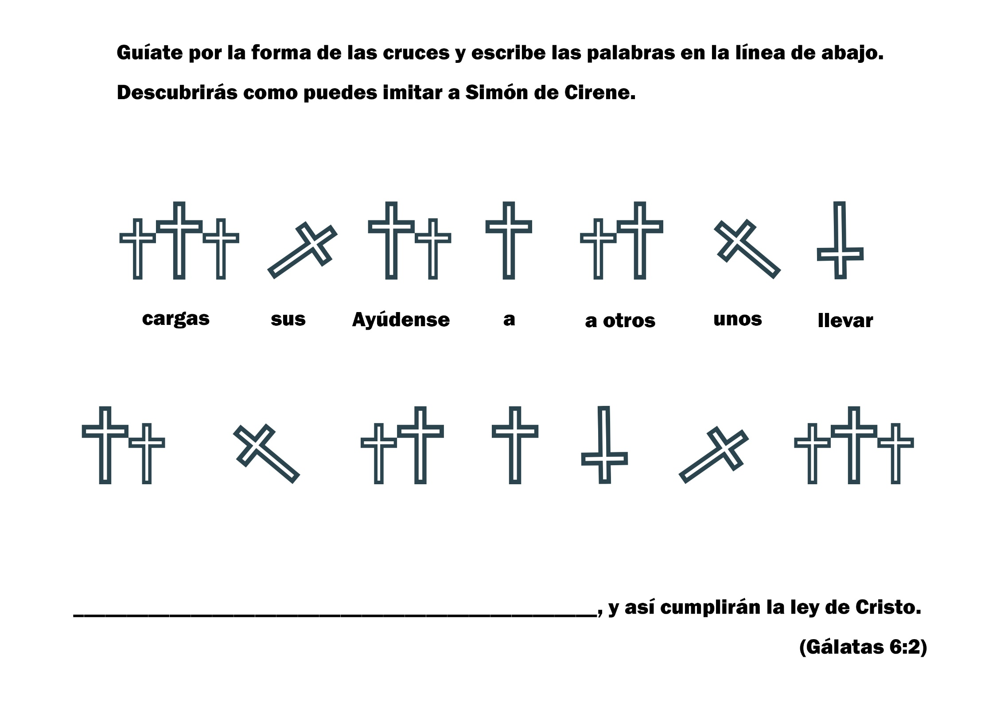 Guíate por la forma de las cruces y escribe las palabras en la línea de abajo.
Descubrirás como puedes imitar a Simón de Cirene.
cargas sus Ayúdense a a otros unos llevar
_________________________________________________, y así cumplirán la ley de Cristo.
(Gálatas 6:2)